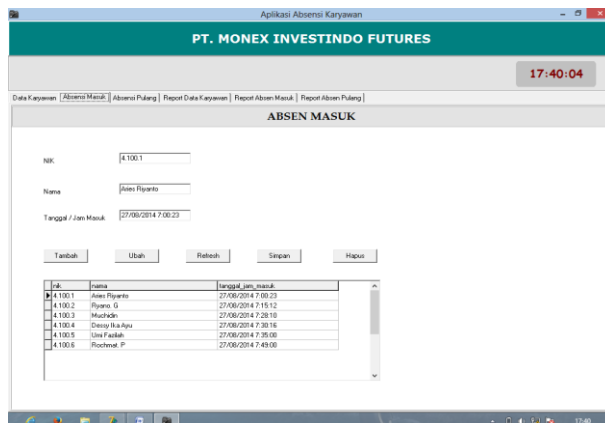 Aplikasi Absensi Karyawan
PT. MONEX INVESTINDO FUTURES
17:40:04
Data Karyawan Absensi Masuk Absensi Pulang Report Data Karyawan Report Absen Masuk Report Absen Pulang
ABSEN MASUK
NIK 4.100.1
Nama Aries Riyanto
Tanggal / Jam Masuk 27/08/2014 7:00:23
Tambah Ubah Refresh Simpan Hapus
nik nama tanggal_jam_masuk
4.100.1 Aries Riyanto 27/08/2014 7:00:23
4.100.2 Ryano. G 27/08/2014 7:15:12
4.100.3 Muchidin 27/08/2014 7:28:10
4.100.4 Dessy Ika Ayu 27/08/2014 7:30:16
4.100.5 Umi Fazilah 27/08/2014 7:35:00
4.100.6 Rochmat. P 27/08/2014 7:49:00
17:40